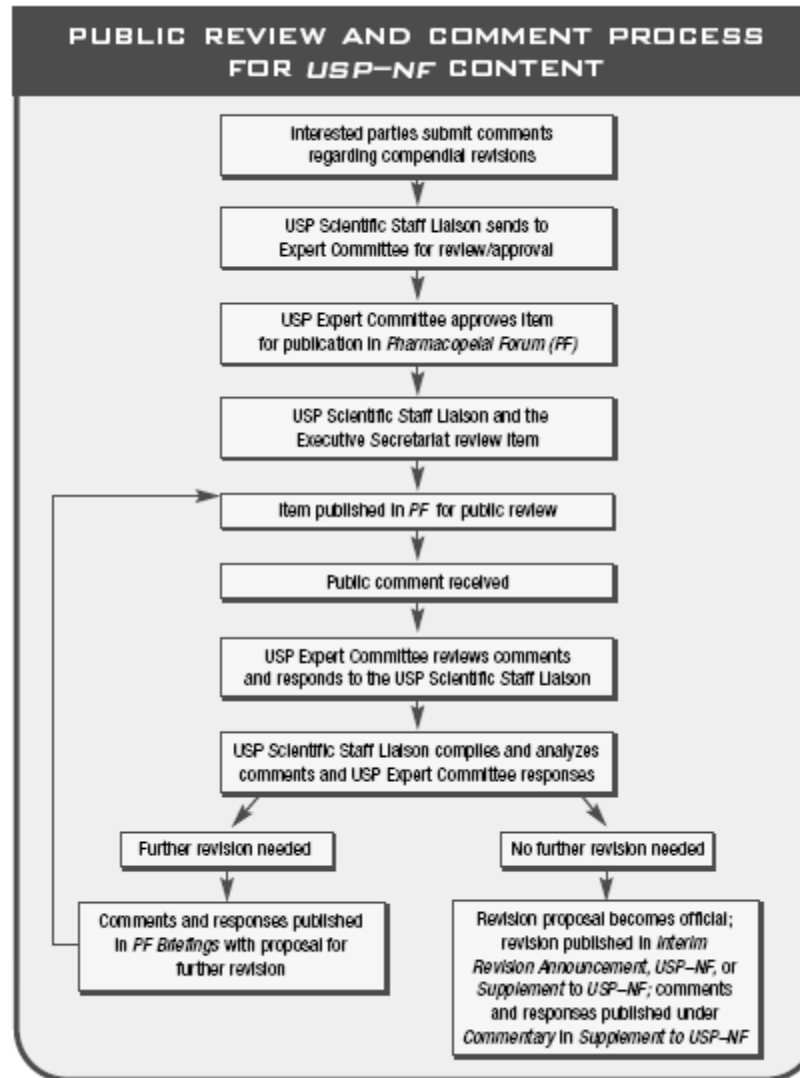 PUBLIC REVIEW AND COMMENT PROCESS
FOR USP–NF CONTENT
Interested parties submit comments
regarding compendial revisions
USP Scientific Staff Liaison sends to
Expert Committee for review/approval
USP Expert Committee approves item
for publication in Pharmacopeial Forum (PF)
USP Scientific Staff Liaison and the
Executive Secretariat review item
Item published in PF for public review
Public comment received
USP Expert Committee reviews comments
and responds to the USP Scientific Staff Liaison
USP Scientific Staff Liaison compiles and analyzes
comments and USP Expert Committee responses
Further revision needed
No further revision needed
Comments and responses published
in PF Briefings with proposal for
further revision
Revision proposal becomes official;
revision published in Interim
Revision Announcement, USP–NF, or
Supplement to USP–NF; comments
and responses published under
Commentary in Supplement to USP–NF